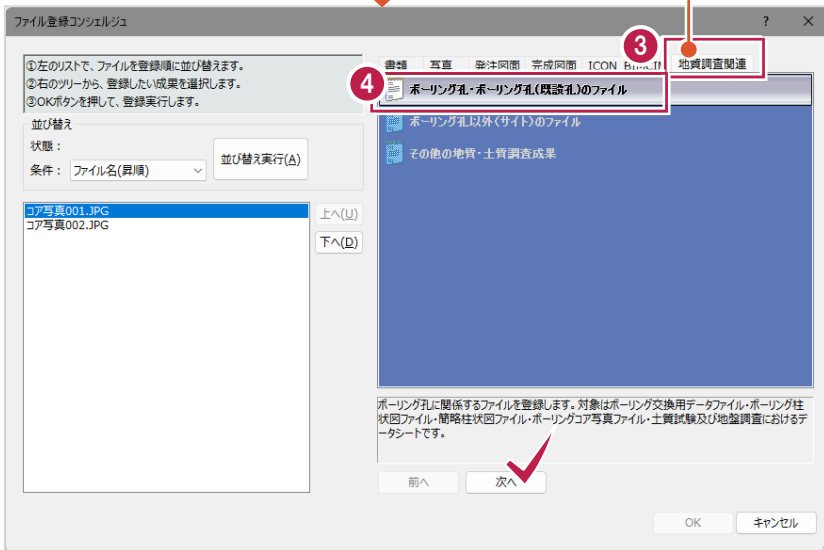 ファイル登録コンシェルジュ
? ×
①左のリストで、ファイルを登録順に並び替えます。
②右のツリーから、登録したい成果を選択します。
③OKボタンを押して、登録実行します。
並び替え
状態：
条件： ファイル名(昇順)
並び替え実行(A)
コア写真001.JPG
コア写真002.JPG
上へ(U)
下へ(D)
3
書類 写真 発注図面 完成図面 ICON 地質調査関連
4
ボーリング孔・ボーリング孔(既設孔)のファイル
ボーリング孔以外(サイト)のファイル
その他の地質・土質調査成果
ボーリング孔に関係するファイルを登録します。対象はボーリング交換用データファイル・ボーリング柱
状図ファイル・簡略柱状図ファイル・ボーリングコア写真ファイル・土質試験及び地盤調査におけるデ
ータシートです。
前へ 次へ
OK キャンセル